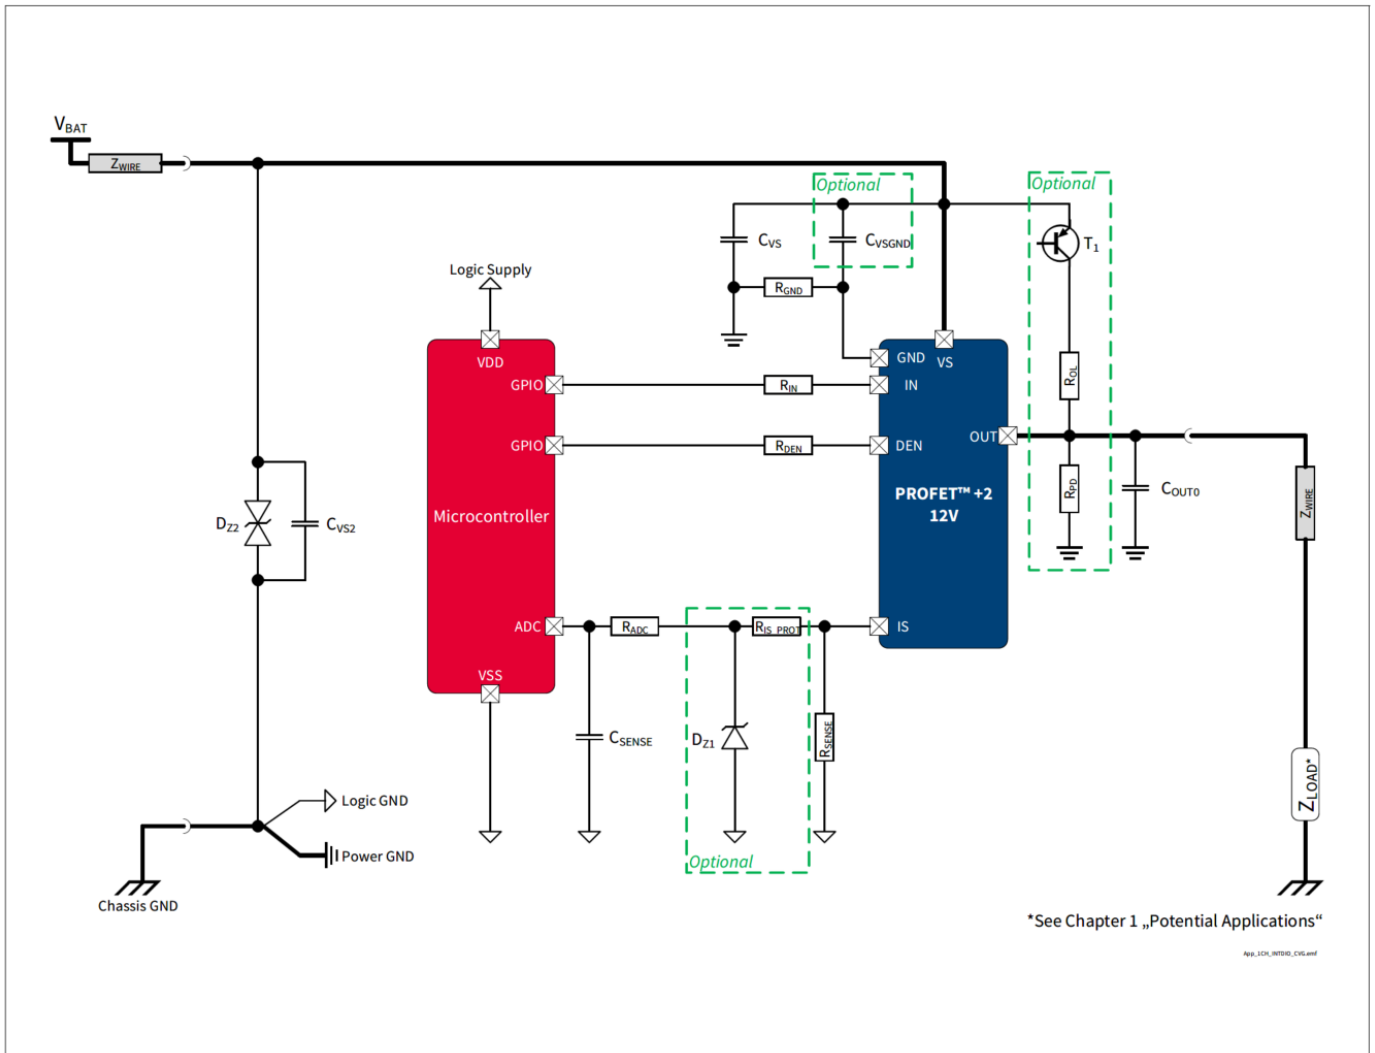 VBAT
ZWIRE
Optional
Optional
CVS
CVSGND
T1
Logic Supply
RGND
VDD
GND
VS
GPIO
RIN
IN
ROL
GPIO
RDEN
DEN
OUT
PROFET™ +2
12V
RPD
COUT0
ZWIRE
Microcontroller
DZ2
CVS2
ADC
RADC
RIS_PROT
IS
VSS
CSENSE
DZ1
RSENSE
ZLOAD*
Logic GND
Power GND
Optional
Chassis GND
*See Chapter 1 „Potential Applications“
App_1CH_INTDIO_CVG.emf